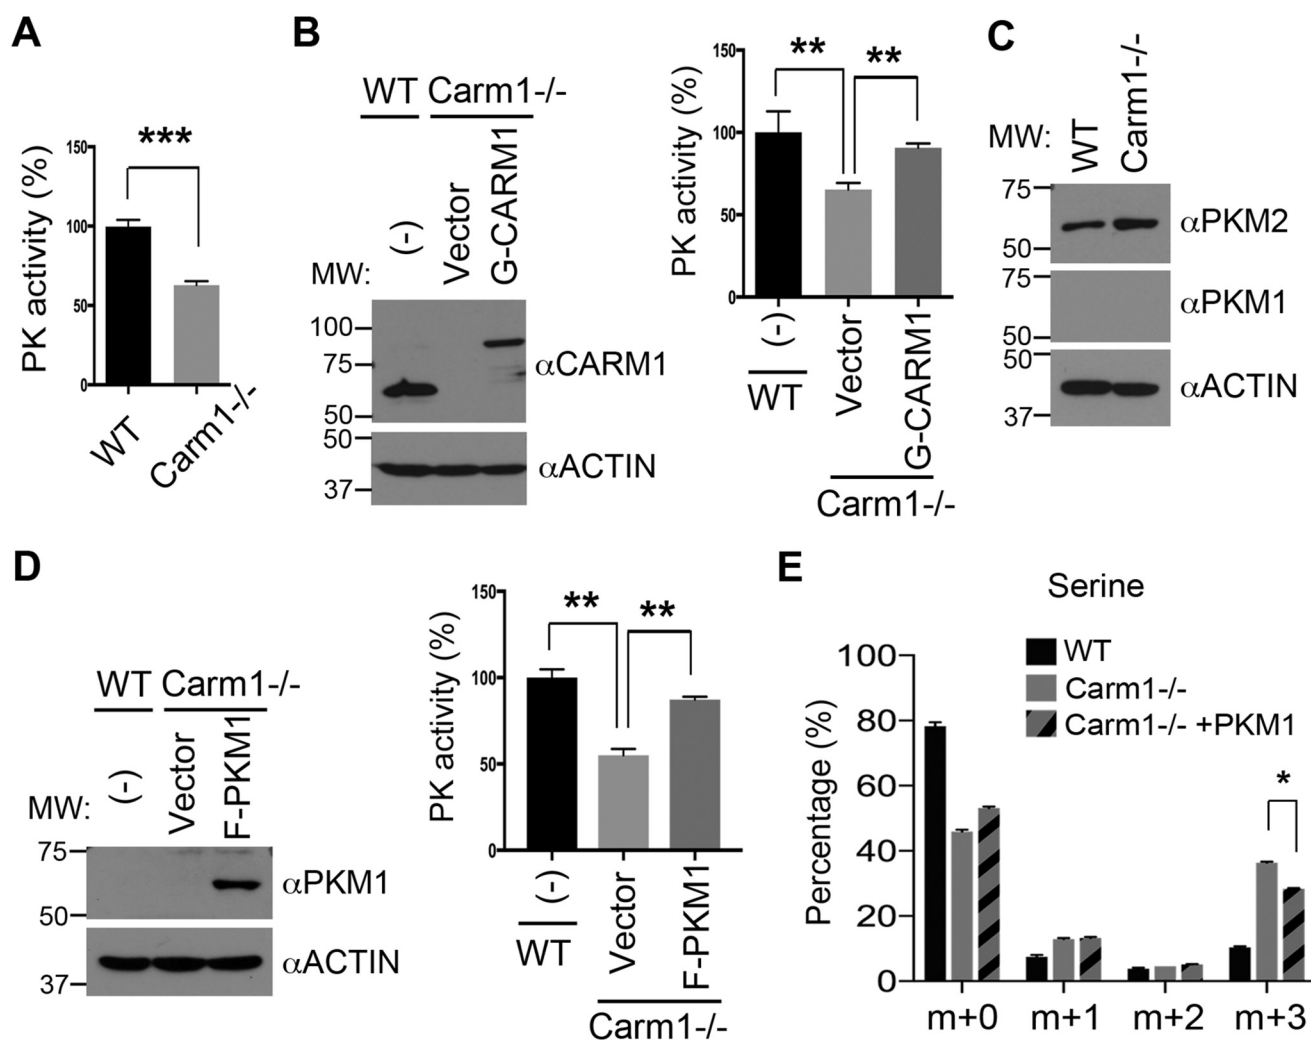 A
150
100
50
0
PK activity (%)
***
WT
Carm1-/-
B
WT Carm1-/-
MW:
(-)
Vector
G-CARM1
100
75
50
αCARM1
50
37
αACTIN
150
100
50
0
PK activity (%)
** **
(-)
Vector
G-CARM1
WT
Carm1-/-
C
MW:
WT
Carm1-/-
75
50
αPKM2
75
50
αPKM1
50
37
αACTIN
D
WT Carm1-/-
MW:
(-)
Vector
F-PKM1
75
50
αPKM1
37
αACTIN
150
100
50
0
PK activity (%)
** **
(-)
Vector
F-PKM1
WT
Carm1-/-
E
Serine
WT
Carm1-/-
Carm1-/- +PKM1
Percentage (%)
100
80
60
40
20
0
*
m+0 m+1 m+2 m+3